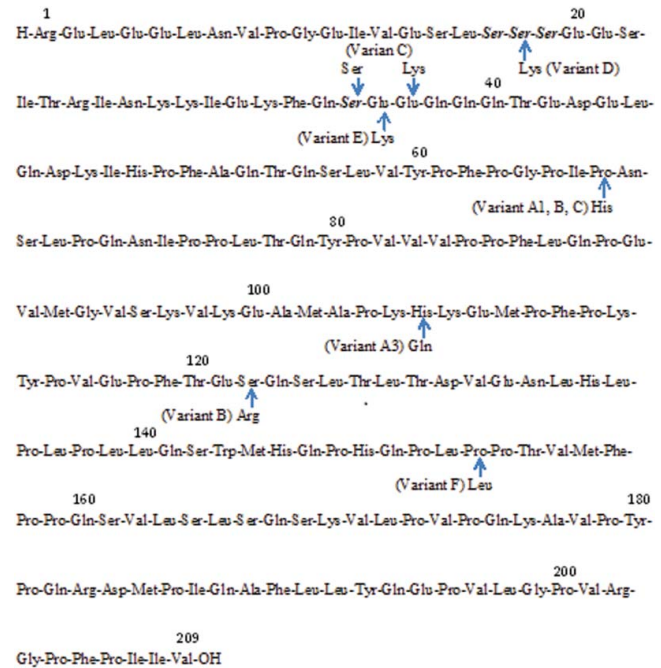 1 20
H-Arg-Glu-Leu-Glu-Glu-Leu-Asn-Val-Pro-Gly-Glu-Ile-Val-Glu-Ser-Leu-Ser-Ser-Ser-Glu-Glu-Ser-
(Varian C)
Ser Lys Lys (Variant D)
40
Ile-Thr-Arg-Ile-Asn-Lys-Lys-Ile-Glu-Lys-Phe-Gln-Ser-Glu-Glu-Gln-Gln-Gln-Thr-Glu-Asp-Glu-Leu-
(Variant E) Lys
60
Gln-Asp-Lys-Ile-His-Pro-Phe-Ala-Gln-Thr-Gln-Ser-Leu-Val-Tyr-Pro-Phe-Pro-Gly-Pro-Ile-Pro-Asn-
(Variant A1, B, C) His
80
Ser-Leu-Pro-Gln-Asn-Ile-Pro-Pro-Leu-Thr-Gln-Tyr-Pro-Val-Val-Val-Pro-Pro-Phe-Leu-Gln-Pro-Glu-
100
Val-Met-Gly-Val-Ser-Lys-Val-Lys-Glu-Ala-Met-Ala-Pro-Lys-His-Lys-Glu-Met-Pro-Phe-Pro-Lys-
(Variant A3) Gln
120
Tyr-Pro-Val-Glu-Pro-Phe-Thr-Glu-Ser-Gln-Ser-Leu-Thr-Leu-Thr-Asp-Val-Glu-Asn-Leu-His-Leu-
(Variant B) Arg
140
Pro-Leu-Pro-Leu-Leu-Gln-Ser-Trp-Met-His-Gln-Pro-His-Gln-Pro-Leu-Pro-Pro-Thr-Val-Met-Phe-
(Variant F) Leu
160 180
Pro-Pro-Gln-Ser-Val-Leu-Ser-Leu-Ser-Gln-Ser-Lys-Val-Leu-Pro-Val-Pro-Gln-Lys-Ala-Val-Pro-Tyr-
200
Pro-Gln-Arg-Asp-Met-Pro-Ile-Gln-Ala-Phe-Leu-Leu-Tyr-Gln-Glu-Pro-Val-Leu-Gly-Pro-Val-Arg-
209
Gly-Pro-Phe-Pro-Ile-Ile-Val-OH